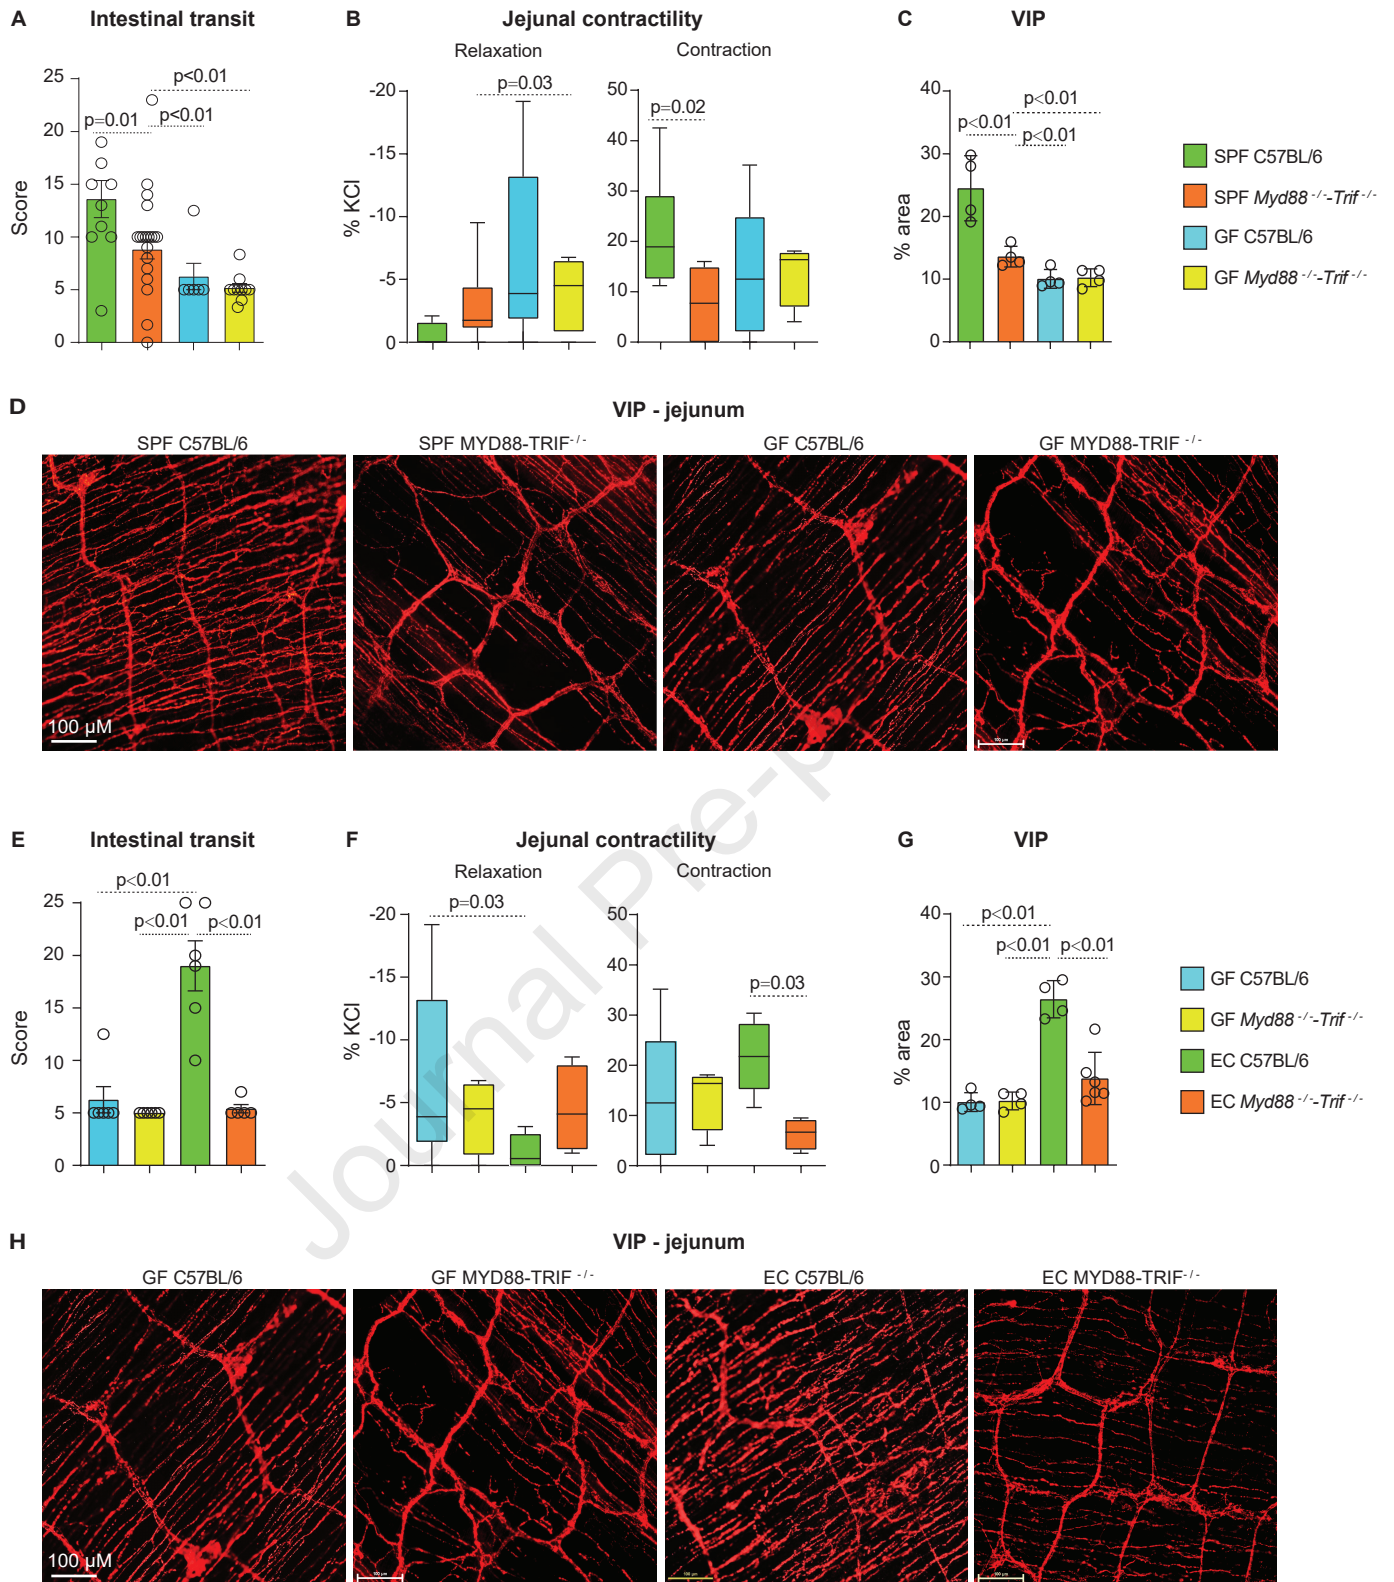 A Intestinal transit B Jejunal contractility C VIP
Relaxation Contraction
Score
25
20
15
10
5
0
p<0.01
p=0.01 p<0.01
% KCl
-20
-15
-10
-5
0
p=0.03
50
40
30
20
10
0
p=0.02
% area
40
30
20
10
0
p<0.01
p<0.01 p<0.01
SPF C57BL/6
SPF Myd88 -/- -Trif -/-
GF C57BL/6
GF Myd88 -/- -Trif -/-
D VIP - jejunum
SPF C57BL/6 SPF MYD88-TRIF -/- GF C57BL/6 GF MYD88-TRIF -/-
100 µM
100 µm
Journal Pre-p
E Intestinal transit F Jejunal contractility G VIP
Relaxation Contraction
Score
25
20
15
10
5
0
p<0.01
p<0.01 p<0.01
% KCl
-20
-15
-10
-5
0
p=0.03
50
40
30
20
10
0
p=0.03
% area
40
30
20
10
0
p<0.01
p<0.01 p<0.01
GF C57BL/6
GF Myd88 -/- -Trif -/-
EC C57BL/6
EC Myd88 -/- -Trif -/-
H VIP - jejunum
GF C57BL/6 GF MYD88-TRIF -/- EC C57BL/6 EC MYD88-TRIF -/-
100 µM
100 µm 100 µm 100 µm